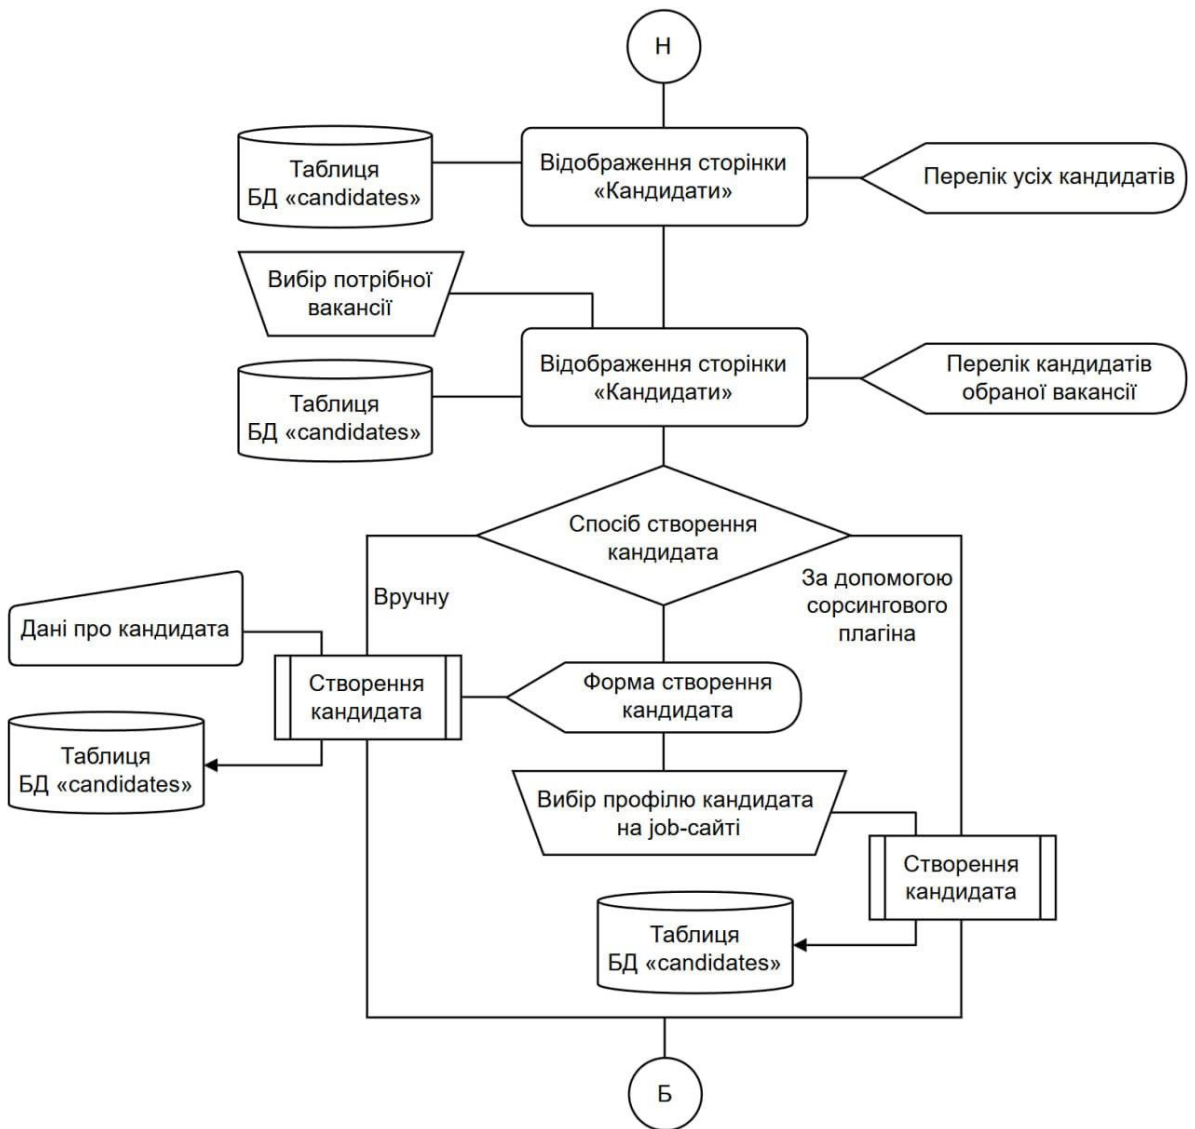 Н
Таблиця
БД «candidates»
Відображення сторінки
«Кандидати»
Перелік усіх кандидатів
Вибір потрібної
вакансії
Таблиця
БД «candidates»
Відображення сторінки
«Кандидати»
Перелік кандидатів
обраної вакансії
Спосіб створення
кандидата
Вручну
За допомогою
сорсингового
плагіна
Дані про кандидата
Створення
кандидата
Форма створення
кандидата
Таблиця
БД «candidates»
Вибір профілю кандидата
на job-сайті
Створення
кандидата
Таблиця
БД «candidates»
Б